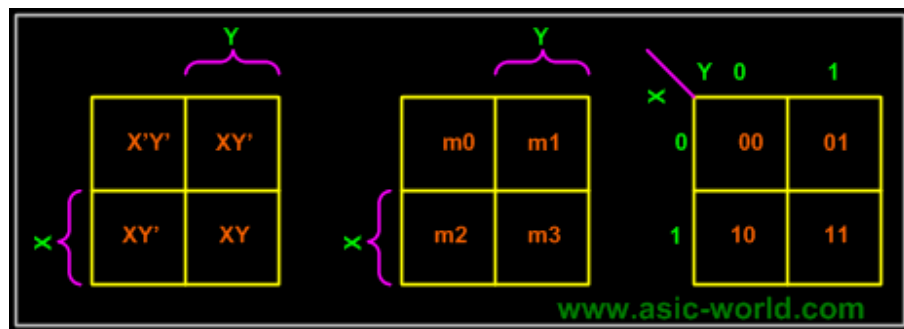 Y Y
Y 0 1
X
X'Y' XY' m0 m1 0 00 01
X XY' XY X m2 m3 1 10 11
www.asic-world.com